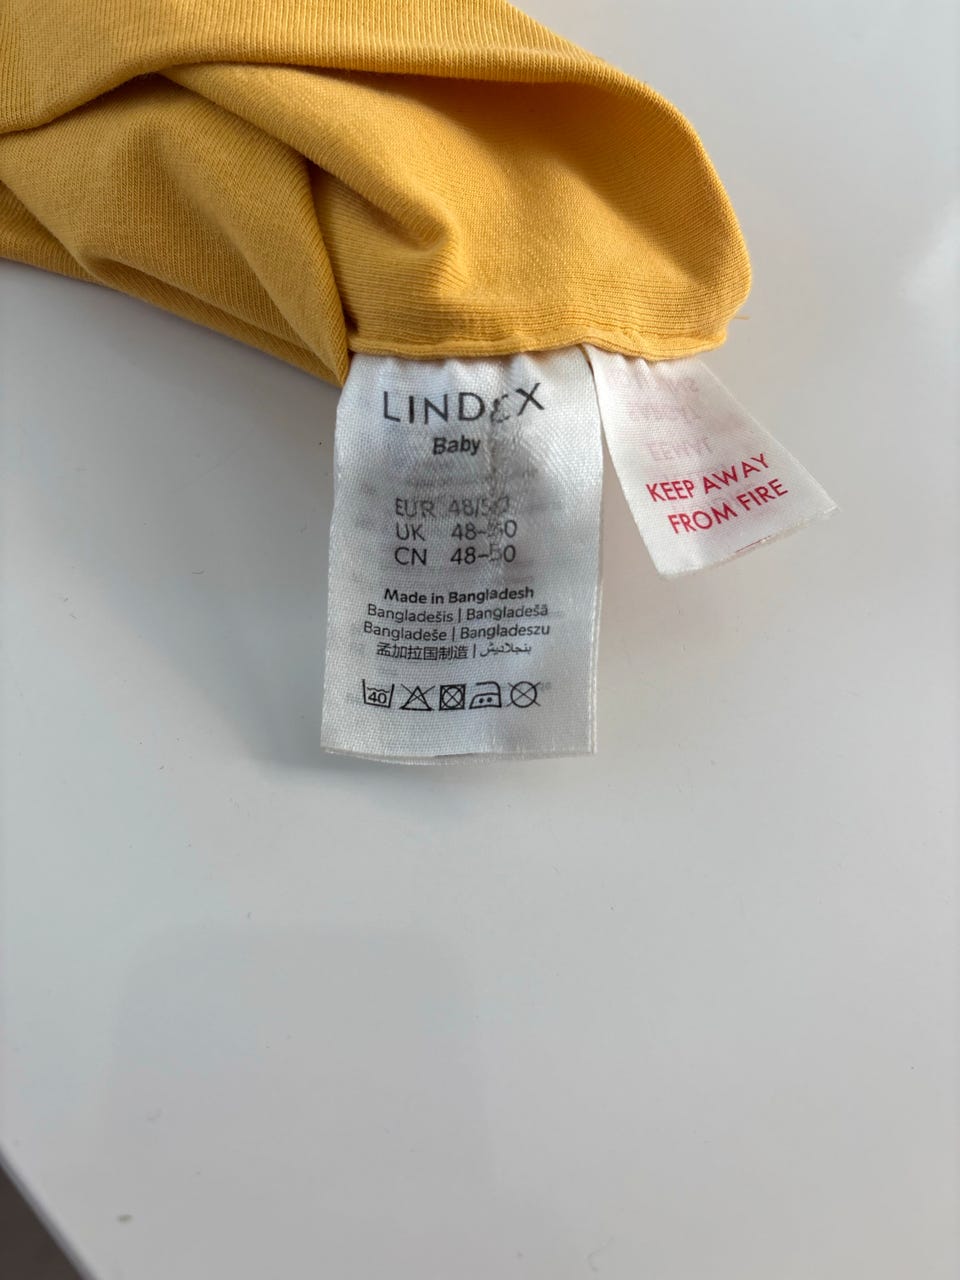 LINDEX
Baby
EUR 48/50
UK 48-50
CN 48-50
Made in Bangladesh
Bangladešis | Bangladešā
Bangladeše | Bangladeszu
孟加拉国制造 | بنجلاديش
40
KEEP AWAY
FROM FIRE